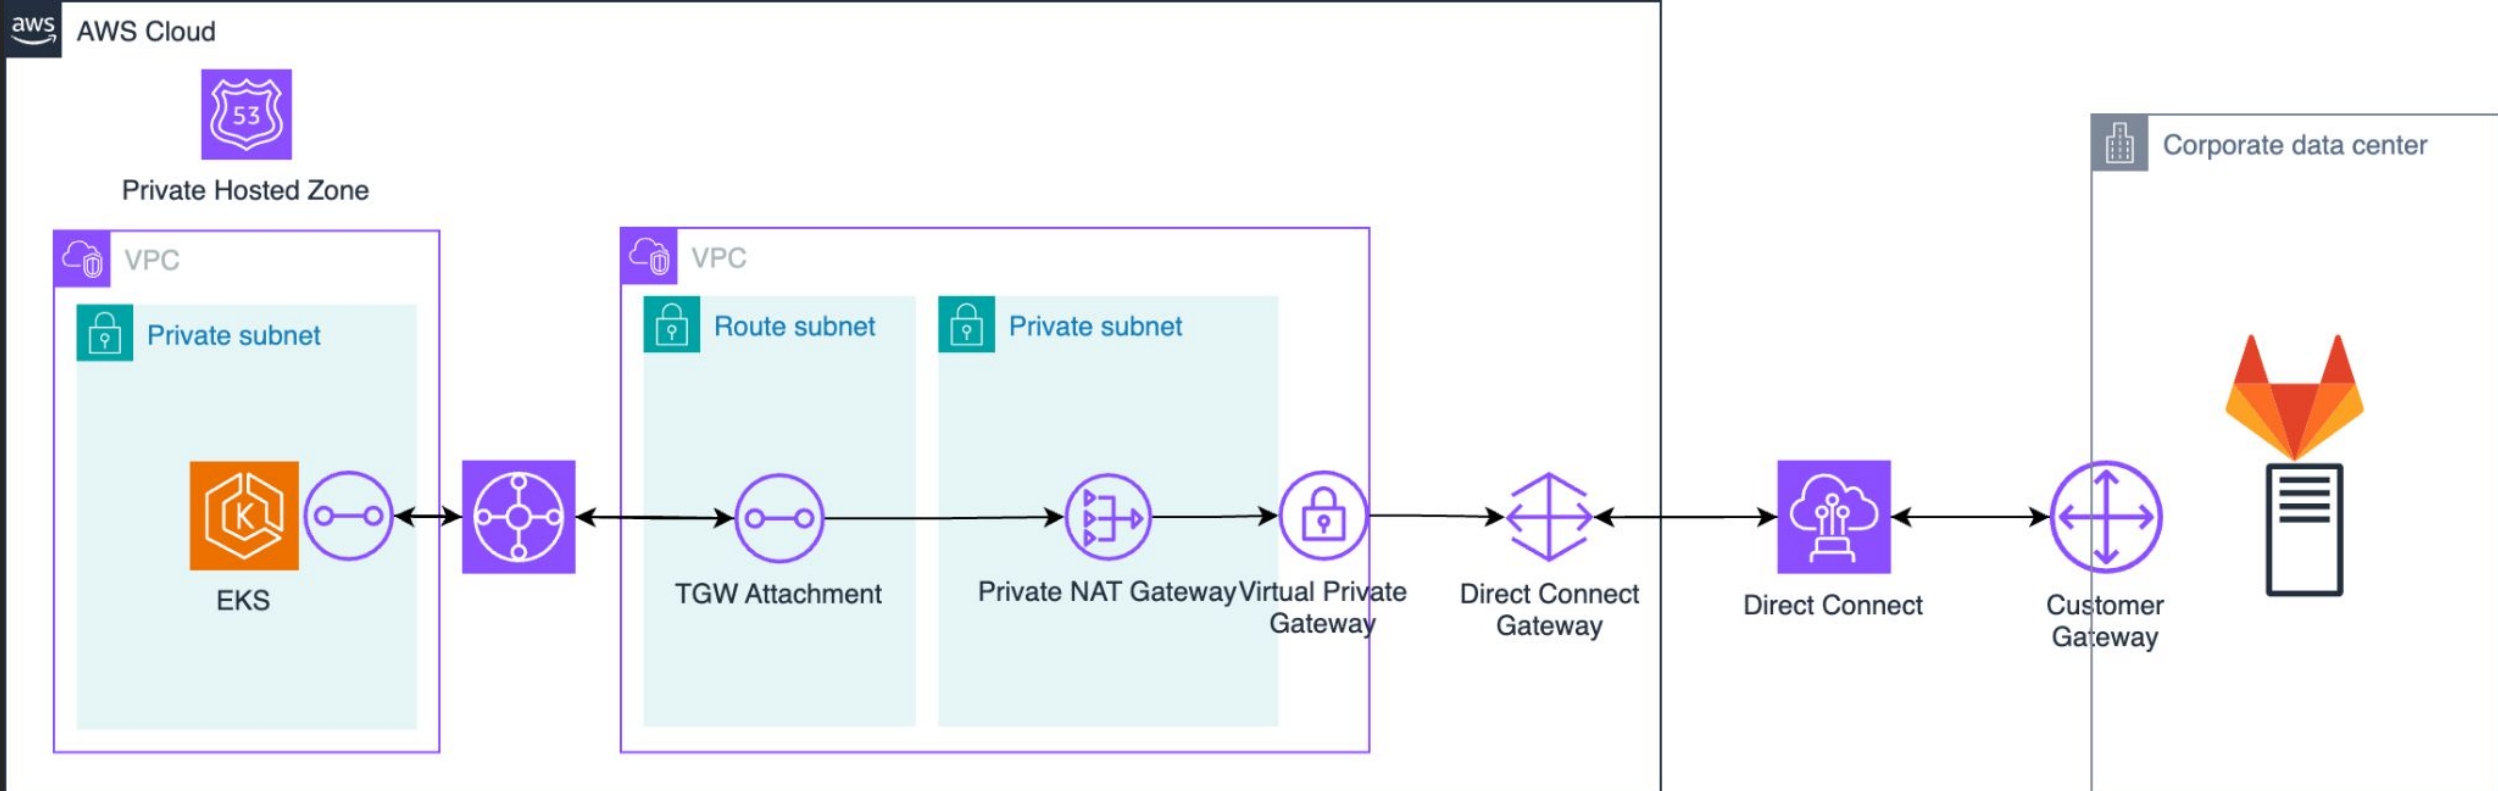 aws
AWS Cloud
53
Private Hosted Zone
Corporate data center
VPC
VPC
Private subnet
Route subnet
Private subnet
K
EKS
TGW Attachment
Private NAT Gateway
Virtual Private
Gateway
Direct Connect
Gateway
Direct Connect
Customer
Gateway